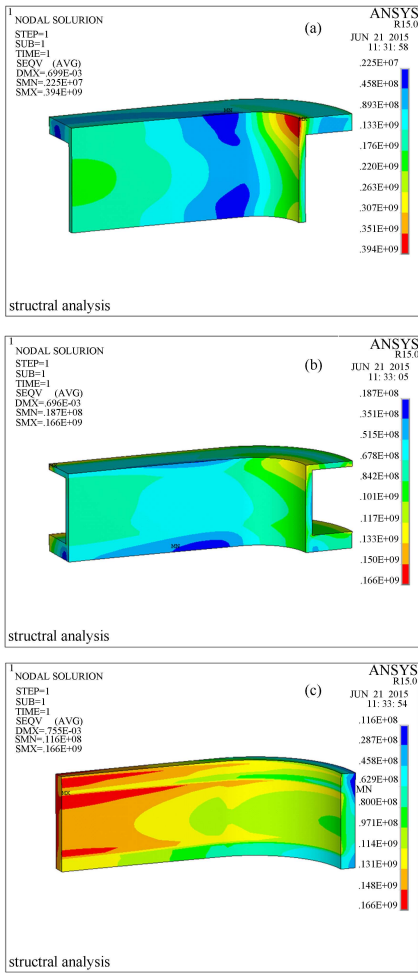 1
NODAL SOLURION
STEP=1
SUB=1
TIME=1
SEQV (AVG)
DMX=.699E-03
SMN=.225E+07
SMX=.394E+09
(a)
ANSYS
R15.0
JUN 21 2015
11: 31: 58
.225E+07
.458E+08
.893E+08
.133E+09
.176E+09
.220E+09
.263E+09
.307E+09
.351E+09
.394E+09
structral analysis
1
NODAL SOLURION
STEP=1
SUB=1
TIME=1
SEQV (AVG)
DMX=.696E-03
SMN=.187E+08
SMX=.166E+09
(b)
ANSYS
R15.0
JUN 21 2015
11: 33: 05
.187E+08
.351E+08
.515E+08
.678E+08
.842E+08
.101E+09
.117E+09
.133E+09
.150E+09
.166E+09
structral analysis
1
NODAL SOLURION
STEP=1
SUB=1
TIME=1
SEQV (AVG)
DMX=.755E-03
SMN=.116E+08
SMX=.166E+09
(c)
ANSYS
R15.0
JUN 21 2015
11: 33: 54
.116E+08
.287E+08
.458E+08
.629E+08
MN
.800E+08
.971E+08
.114E+09
.131E+09
.148E+09
.166E+09
structral analysis